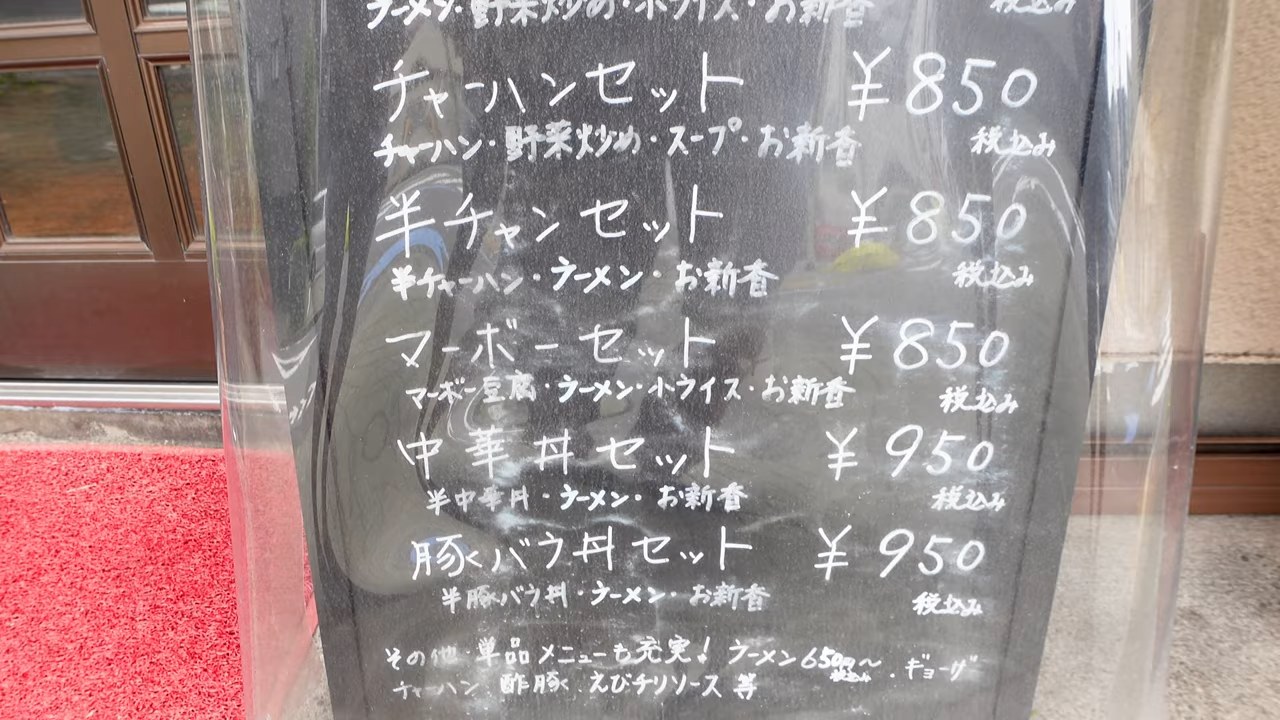 ラーメン・野菜炒め・小ライス・お新香 税込み
チャーハンセット ¥850
チャーハン・野菜炒め・スープ・お新香 税込み
半チャンセット ¥850
半チャーハン・ラーメン・お新香 税込み
マーボーセット ¥850
マーボー豆腐・ラーメン・小ライス・お新香 税込み
中華丼セット ¥950
半中華丼・ラーメン・お新香 税込み
豚バラ丼セット ¥950
半豚バラ丼・ラーメン・お新香 税込み
その他・単品メニューも充実! ラーメン650円〜 税込み・ギョーザ
チャーハン 酢豚 えびチリソース 等